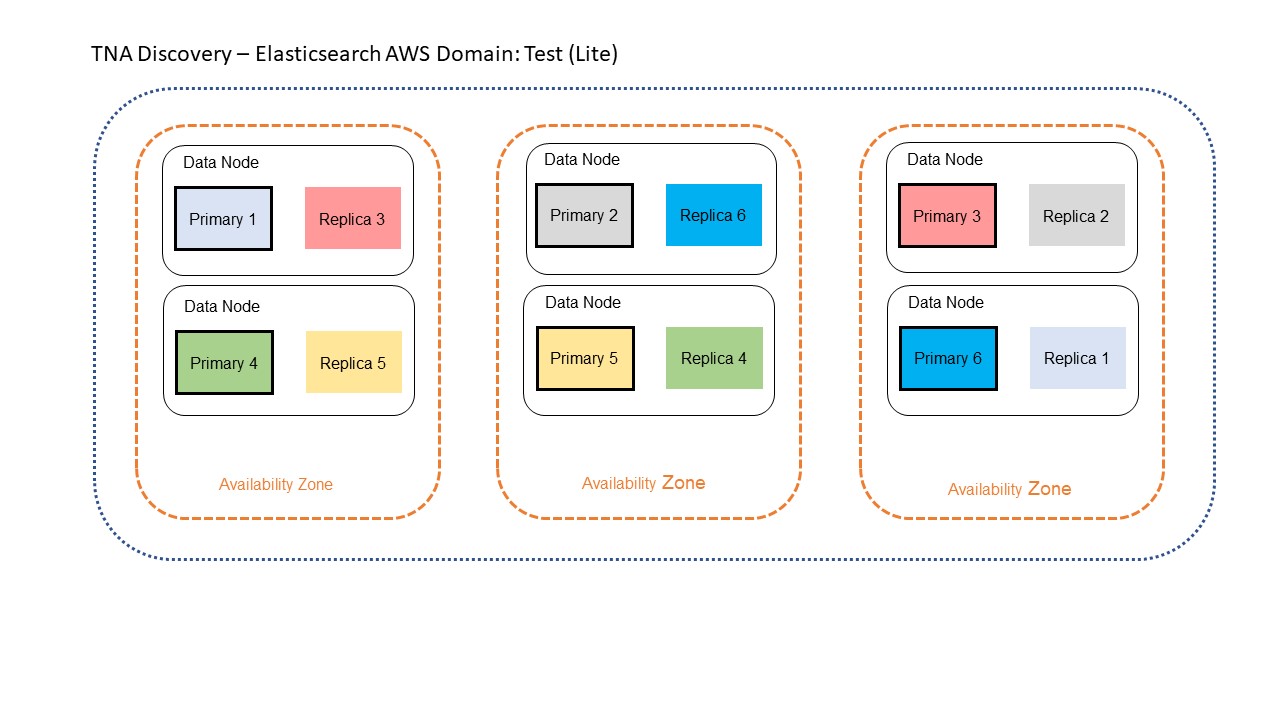 TNA Discovery – Elasticsearch AWS Domain: Test (Lite)
Data Node
Primary 1
Replica 3
Data Node
Primary 4
Replica 5
Availability Zone
Data Node
Primary 2
Replica 6
Data Node
Primary 5
Replica 4
Availability Zone
Data Node
Primary 3
Replica 2
Data Node
Primary 6
Replica 1
Availability Zone